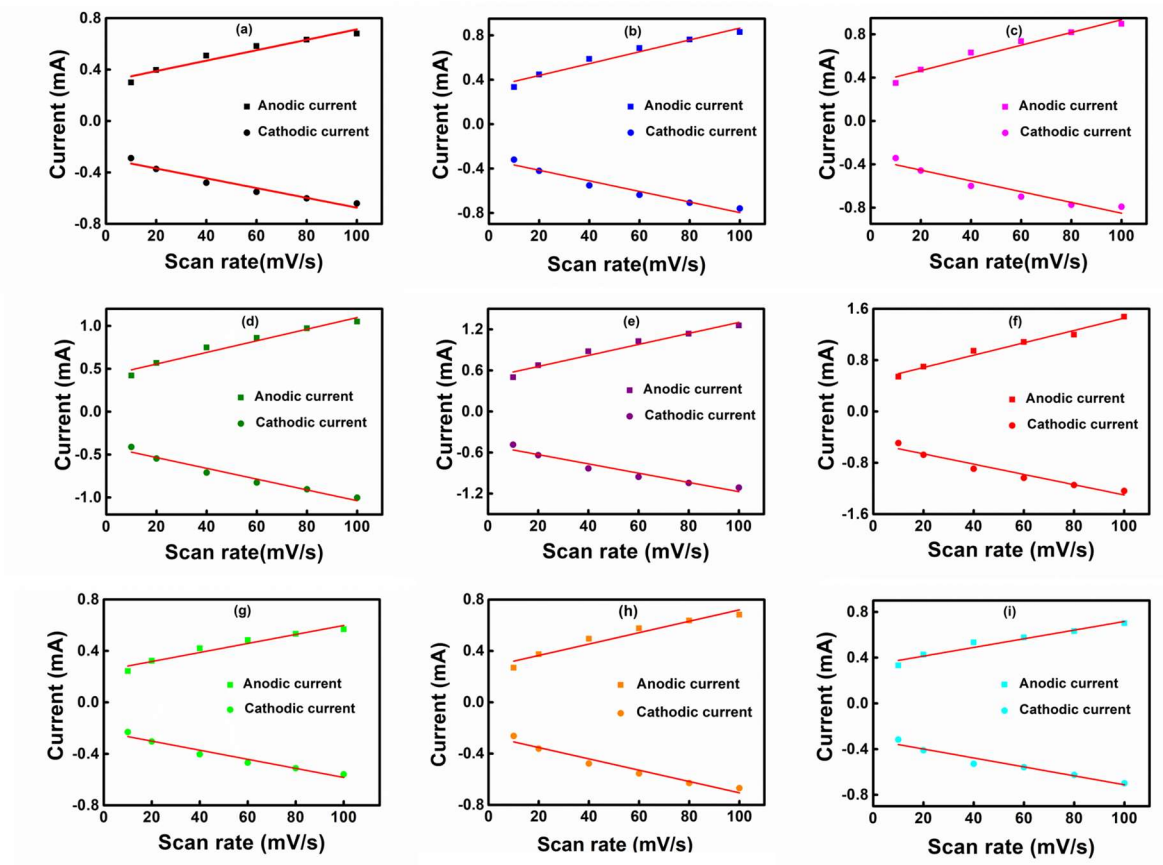 (a)
0.8
0.4
0.0
-0.4
-0.8
Current (mA)
Anodic current
Cathodic current
0 20 40 60 80 100
Scan rate(mV/s)
(b)
0.8
0.4
0.0
-0.4
-0.8
Current (mA)
Anodic current
Cathodic current
0 20 40 60 80 100
Scan rate(mV/s)
(c)
0.8
0.4
0.0
-0.4
-0.8
Current (mA)
Anodic current
Cathodic current
0 20 40 60 80 100
Scan rate(mV/s)
(d)
1.0
0.5
0.0
-0.5
-1.0
Current (mA)
Anodic current
Cathodic current
0 20 40 60 80 100
Scan rate(mV/s)
(e)
1.2
0.6
0.0
-0.6
-1.2
Current (mA)
Anodic current
Cathodic current
0 20 40 60 80 100
Scan rate (mV/s)
(f)
1.6
0.8
0.0
-0.8
-1.6
Current (mA)
Anodic current
Cathodic current
0 20 40 60 80 100
Scan rate (mV/s)
(g)
0.8
0.4
0.0
-0.4
-0.8
Current (mA)
Anodic current
Cathodic current
0 20 40 60 80 100
Scan rate (mV/s)
(h)
0.8
0.4
0.0
-0.4
-0.8
Current (mA)
Anodic current
Cathodic current
0 20 40 60 80 100
Scan rate (mV/s)
(i)
0.8
0.4
0.0
-0.4
-0.8
Current (mA)
Anodic current
Cathodic current
0 20 40 60 80 100
Scan rate (mV/s)